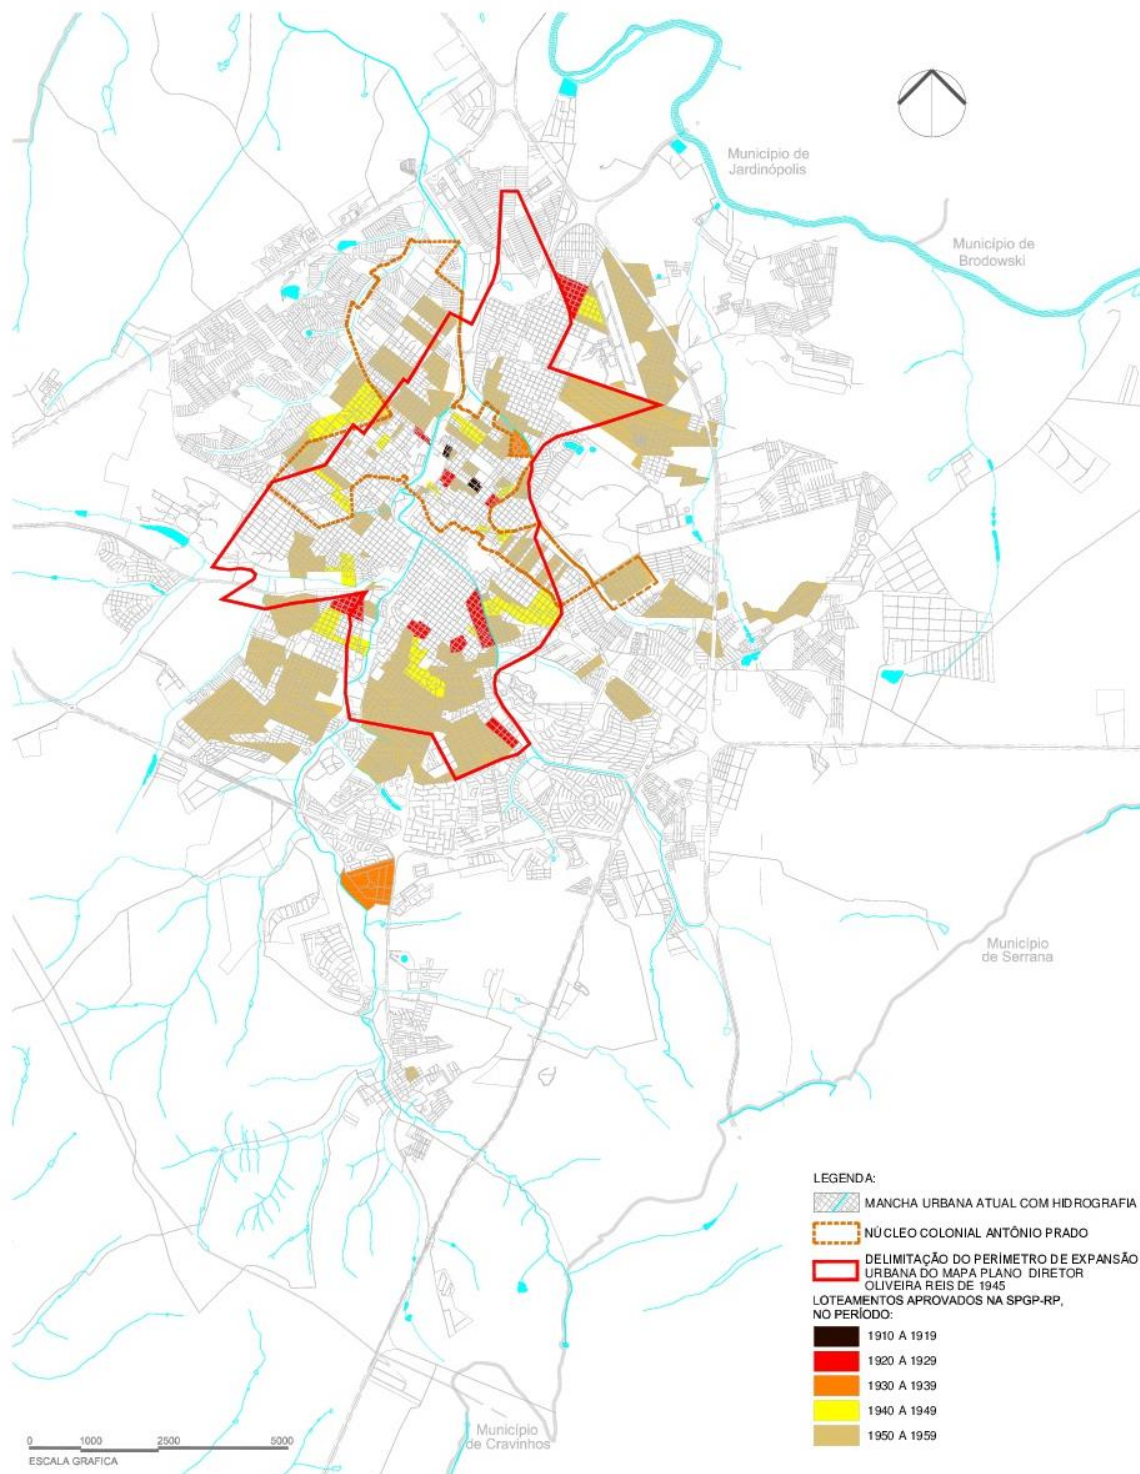 Município de
Jardinópolis
Município de
Brodowski
Município
de Serrana
LEGENDA:
MANCHA URBANA ATUAL COM HIDROGRAFIA
NÚCLEO COLONIAL ANTÔNIO PRADO
DELIMITAÇÃO DO PERÍMETRO DE EXPANSÃO
URBANA DO MAPA PLANO DIRETOR
OLIVEIRA REIS DE 1945
LOTEAMENTOS APROVADOS NA SPGP-RP,
NO PERÍODO:
1910 A 1919
1920 A 1929
1930 A 1939
1940 A 1949
1950 A 1959
Município
de Cravinhos
0 1000 2500 5000
ESCALA GRAFICA